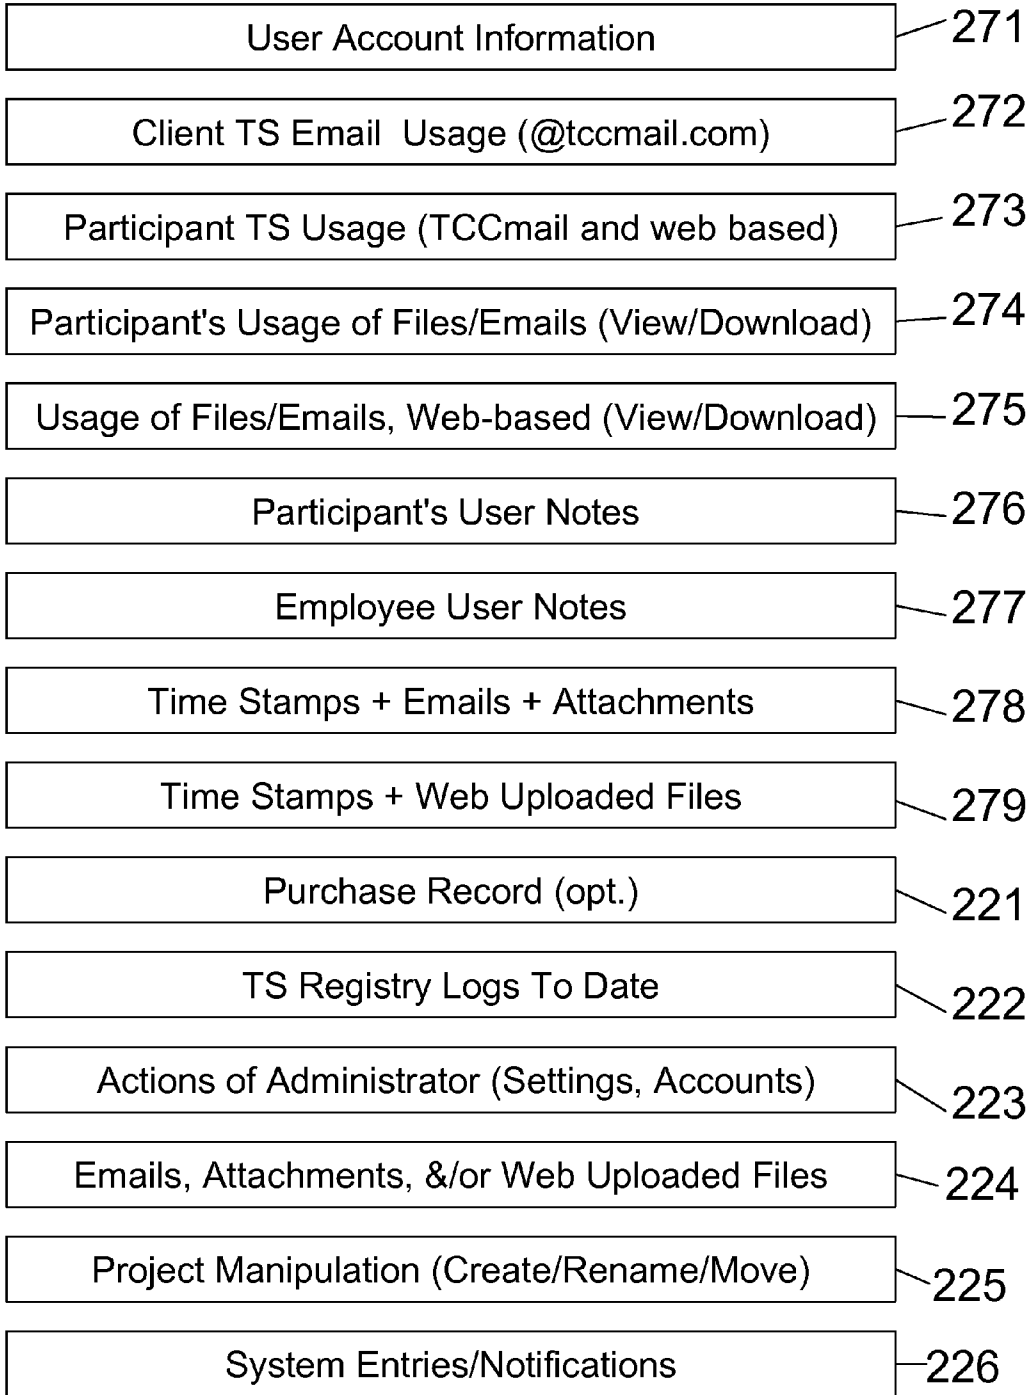 User Account Information 271
Client TS Email Usage (@tccmail.com) 272
Participant TS Usage (TCCmail and web based) 273
Participant's Usage of Files/Emails (View/Download) 274
Usage of Files/Emails, Web-based (View/Download) 275
Participant's User Notes 276
Employee User Notes 277
Time Stamps + Emails + Attachments 278
Time Stamps + Web Uploaded Files 279
Purchase Record (opt.) 221
TS Registry Logs To Date 222
Actions of Administrator (Settings, Accounts) 223
Emails, Attachments, &/or Web Uploaded Files 224
Project Manipulation (Create/Rename/Move) 225
System Entries/Notifications 226